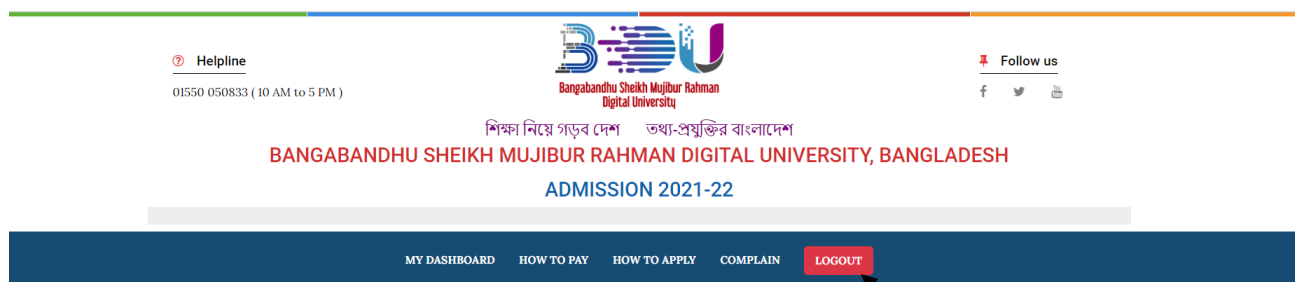 Helpline
01550 050833 ( 10 AM to 5 PM )
BDU
Bangabandhu Sheikh Mujibur Rahman
Digital University
Follow us
শিক্ষা নিয়ে গড়ব দেশ তথ্য-প্রযুক্তির বাংলাদেশ
BANGABANDHU SHEIKH MUJIBUR RAHMAN DIGITAL UNIVERSITY, BANGLADESH
ADMISSION 2021-22
MY DASHBOARD HOW TO PAY HOW TO APPLY COMPLAIN LOGOUT